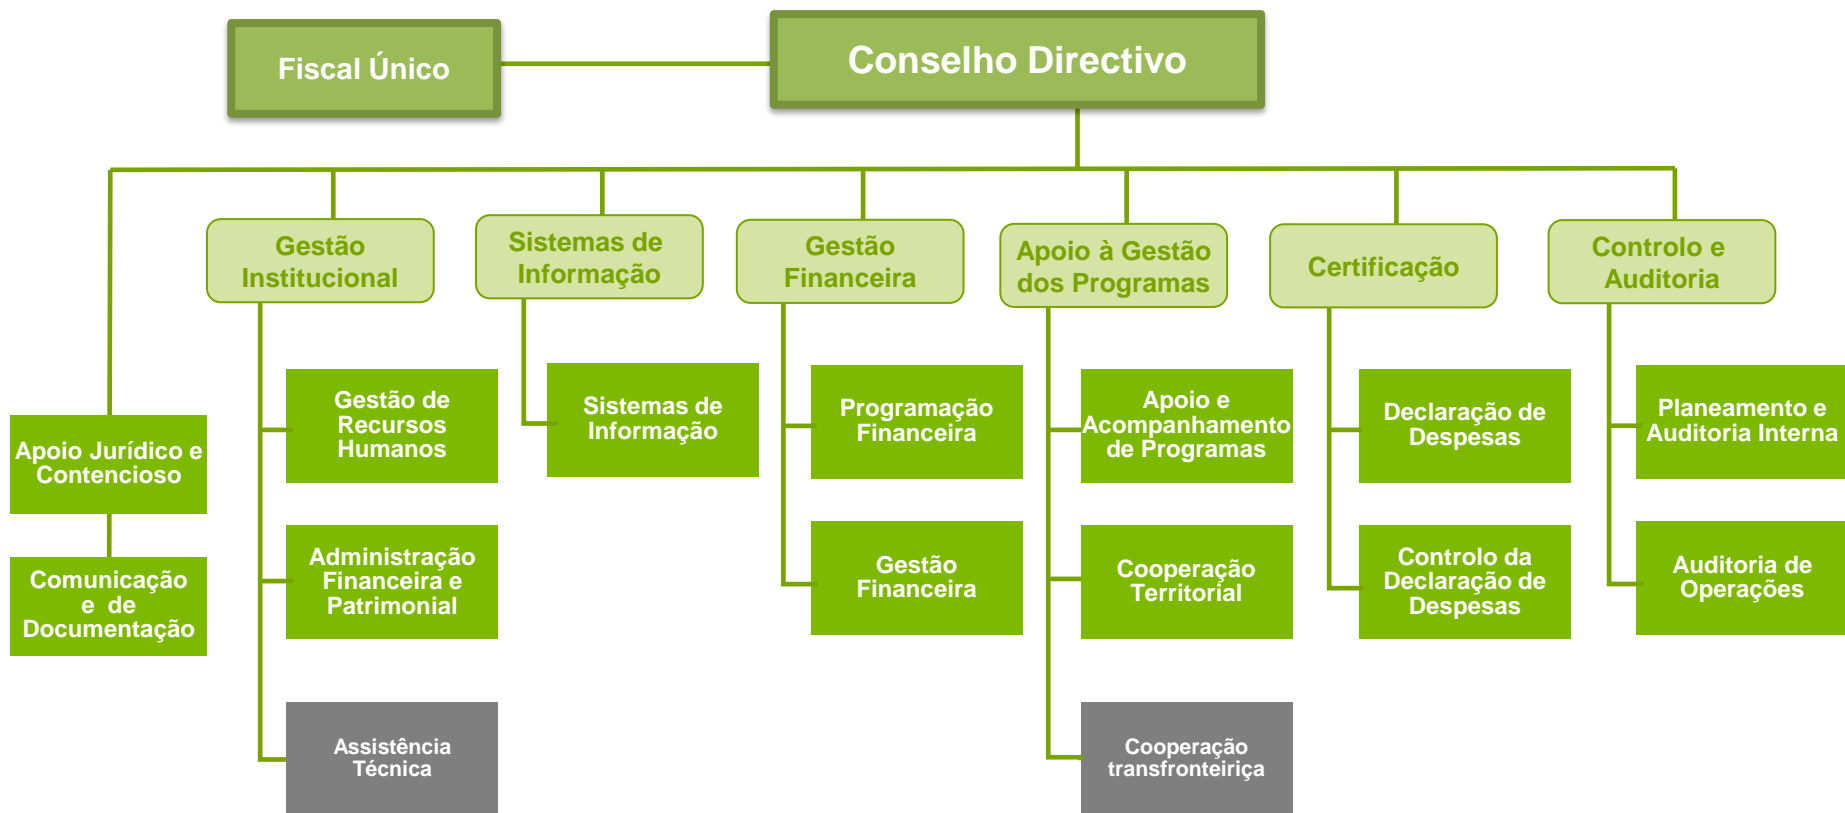 Fiscal Único
Conselho Directivo
Gestão
Institucional
Sistemas de
Informação
Gestão
Financeira
Apoio à Gestão
dos Programas
Certificação
Controlo e
Auditoria
Apoio Jurídico e
Contencioso
Gestão de
Recursos
Humanos
Sistemas de
Informação
Programação
Financeira
Apoio e
Acompanhamento
de Programas
Declaração de
Despesas
Planeamento e
Auditoria Interna
Comunicação
e de
Documentação
Administração
Financeira e
Patrimonial
Gestão
Financeira
Cooperação
Territorial
Controlo da
Declaração de
Despesas
Auditoria de
Operações
Assistência
Técnica
Cooperação
transfronteiriça